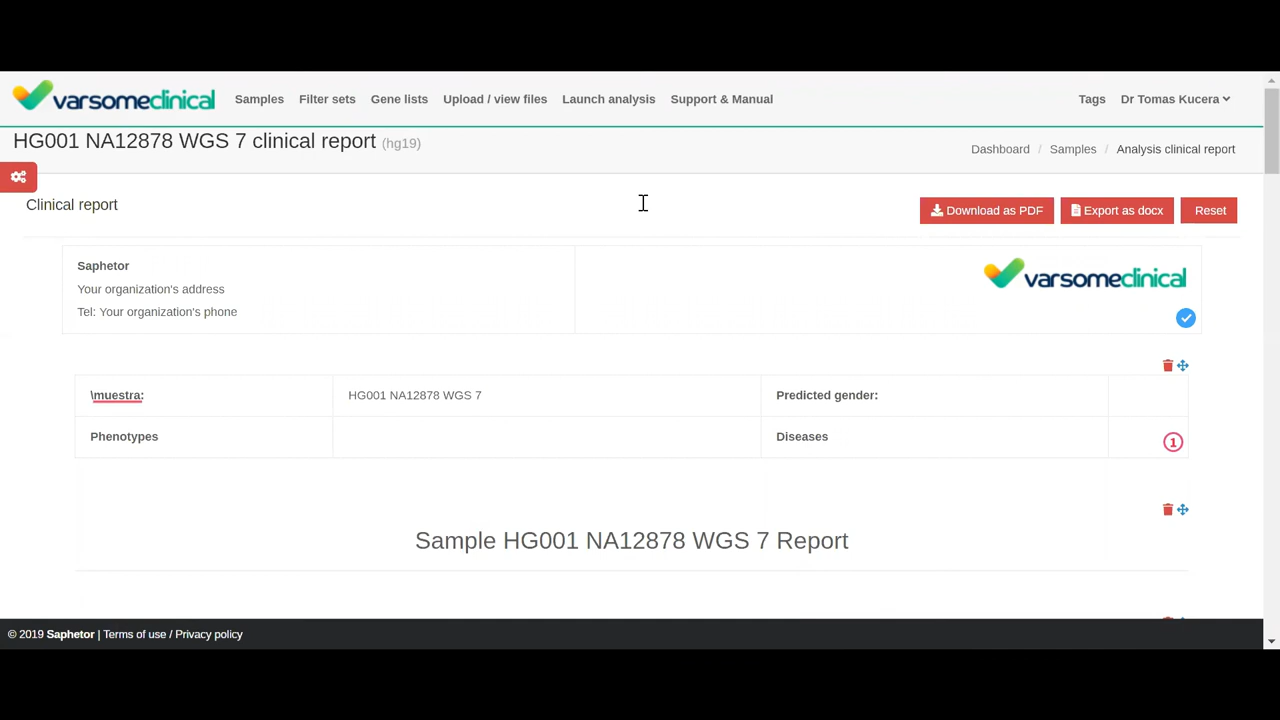 varsomeclinical Samples Filter sets Gene lists Upload / view files Launch analysis Support & Manual Tags Dr Tomas Kucera
HG001 NA12878 WGS 7 clinical report (hg19)
Dashboard / Samples / Analysis clinical report
Clinical report
Download as PDF Export as docx Reset
Saphetor
varsomeclinical
Your organization's address
Tel: Your organization's phone
\muestra: HG001 NA12878 WGS 7 Predicted gender:
Phenotypes Diseases
1
Sample HG001 NA12878 WGS 7 Report
© 2019 Saphetor | Terms of use / Privacy policy